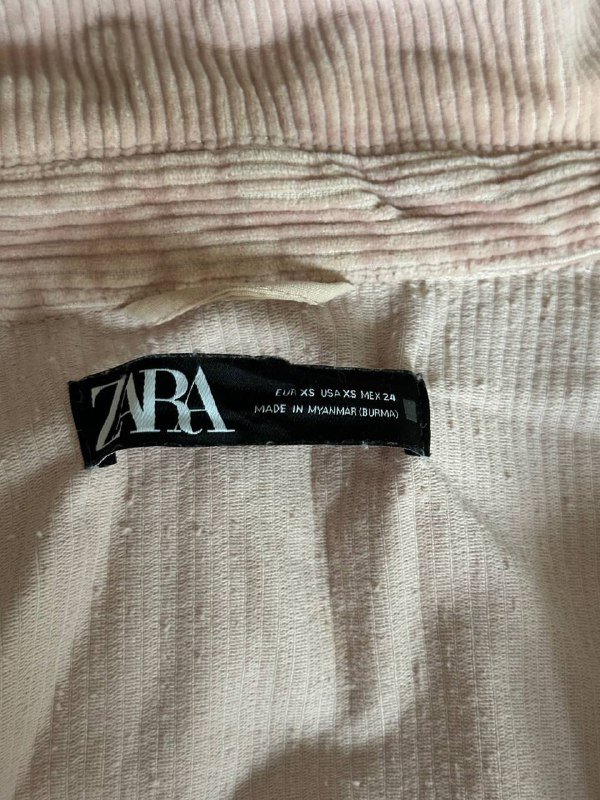 ZARA
EUR XS USA XS MEX 24
MADE IN MYANMAR (BURMA)